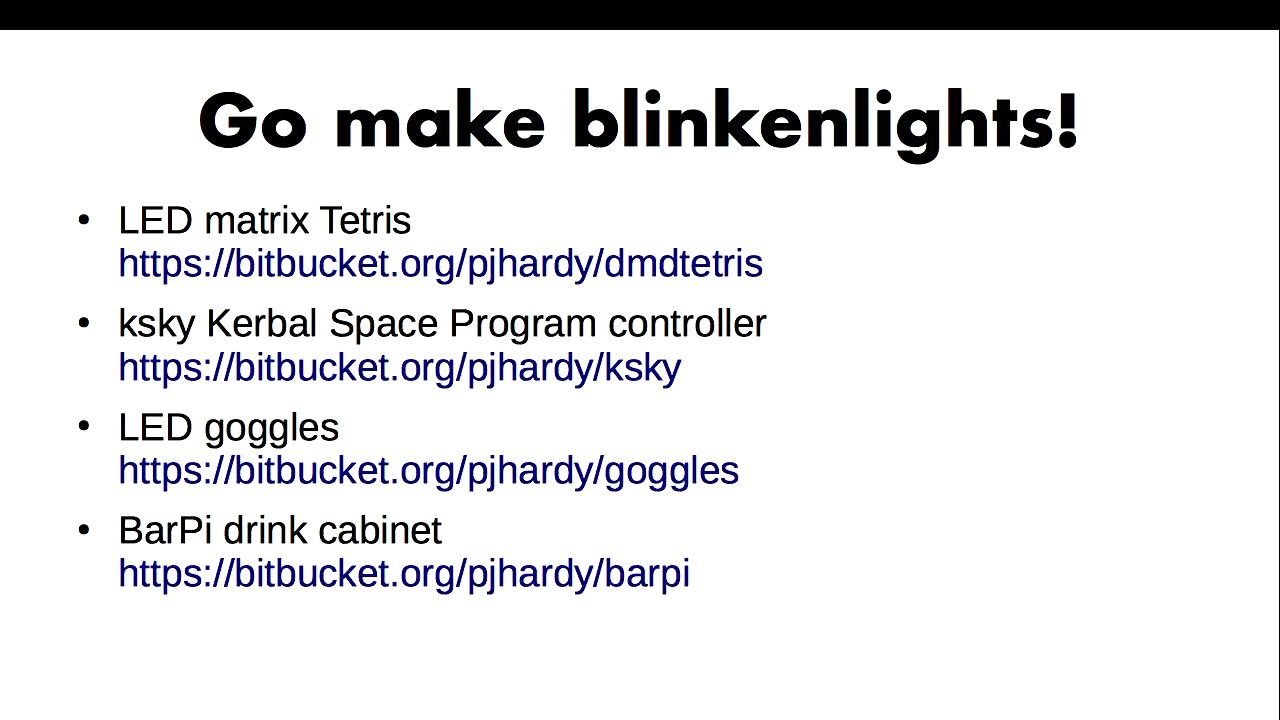 Go make blinkenlights!
• LED matrix Tetris
https://bitbucket.org/pjhardy/dmdtetris
• ksky Kerbal Space Program controller
https://bitbucket.org/pjhardy/ksky
• LED goggles
https://bitbucket.org/pjhardy/goggles
• BarPi drink cabinet
https://bitbucket.org/pjhardy/barpi